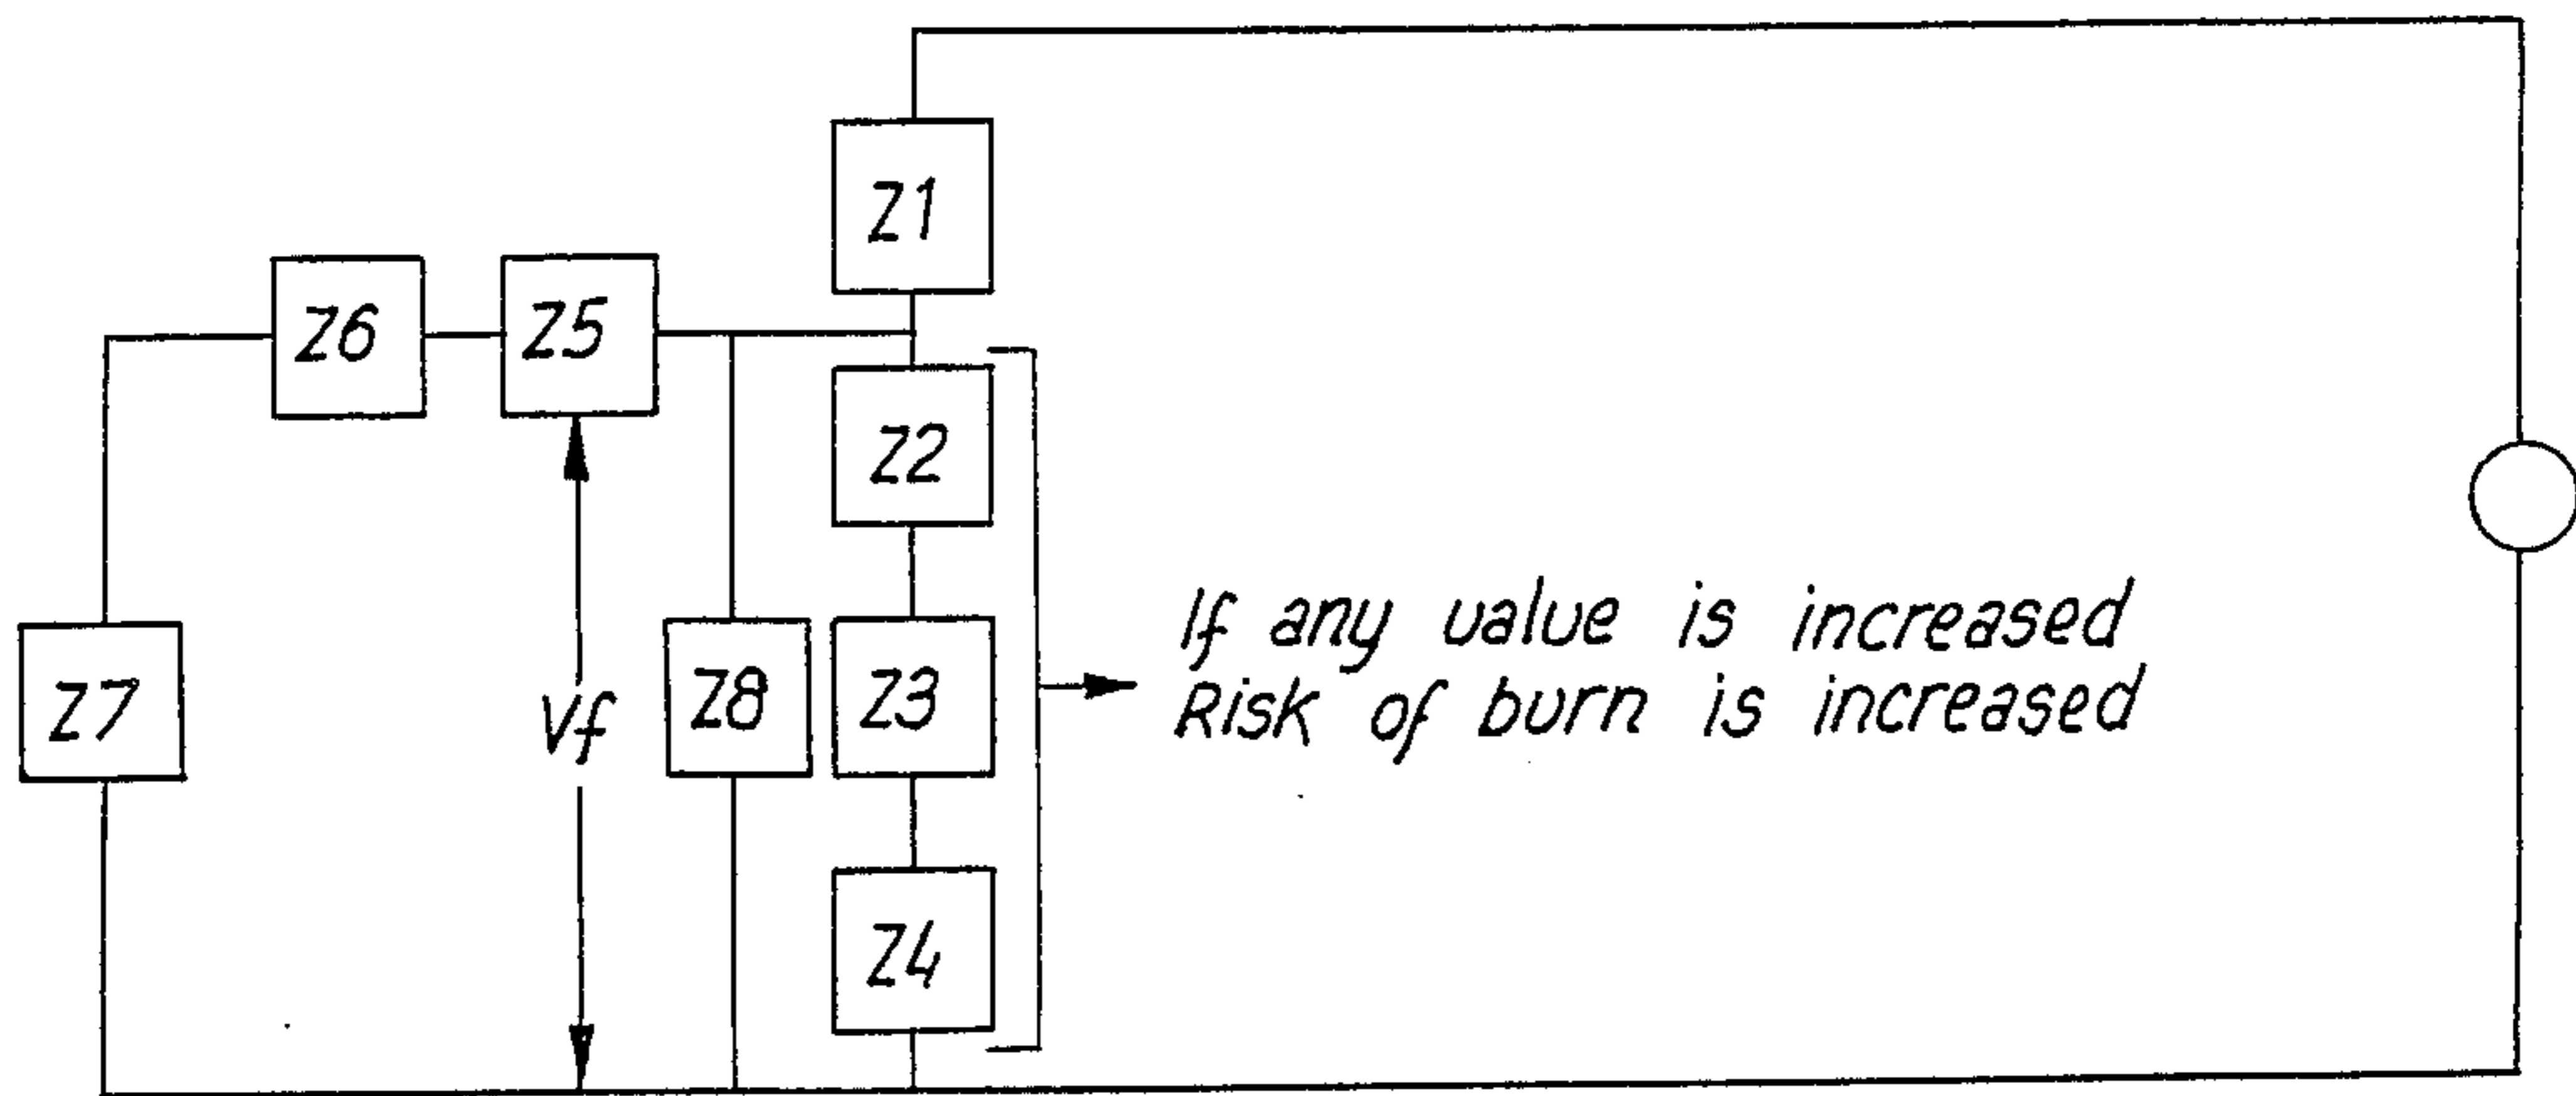 Z1
Z6
Z5
Z2
Z7
Vf
Z8
Z3
Z4
If any value is increased
Risk of burn is increased